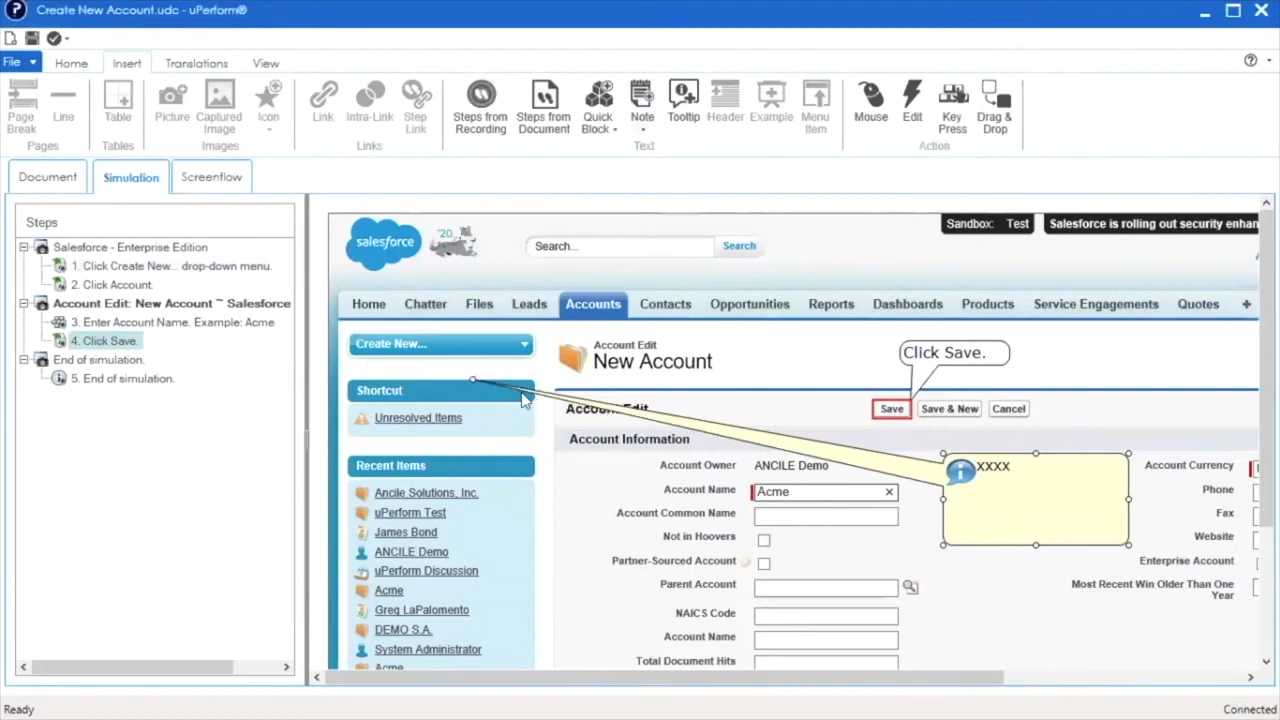 Create New Account.udc - uPerform®
File
Home
Insert
Translations
View
Page Break
Line
Table
Picture
Captured Image
Icon
Link
Intra-Link
Step Link
Steps from Recording
Steps from Document
Quick Block
Note
Tooltip
Header
Example
Menu Item
Mouse
Edit
Key Press
Drag & Drop
Pages
Tables
Images
Links
Text
Action
Document
Simulation
Screenflow
Steps
Salesforce - Enterprise Edition
1. Click Create New... drop-down menu.
2. Click Account.
Account Edit: New Account ~ Salesforce
3. Enter Account Name. Example: Acme
4. Click Save.
End of simulation.
5. End of simulation.
salesforce
'20
Search...
Search
Sandbox: Test
Salesforce is rolling out security enhan
Home
Chatter
Files
Leads
Accounts
Contacts
Opportunities
Reports
Dashboards
Products
Service Engagements
Quotes
+
Create New...
Shortcut
Unresolved Items
Recent Items
Ancile Solutions, Inc.
uPerform Test
James Bond
ANCILE Demo
uPerform Discussion
Acme
Greg LaPalomento
DEMO S.A.
System Administrator
Acme
Account Edit
New Account
Click Save.
Account Edit
Save
Save & New
Cancel
Account Information
Account Owner
ANCILE Demo
Account Name
Acme
Account Common Name
Not in Hoovers
Partner-Sourced Account
Parent Account
NAICS Code
Account Name
Total Document Hits
XXXX
Account Currency
Phone
Fax
Website
Enterprise Account
Most Recent Win Older Than One
Year
Ready
Connected